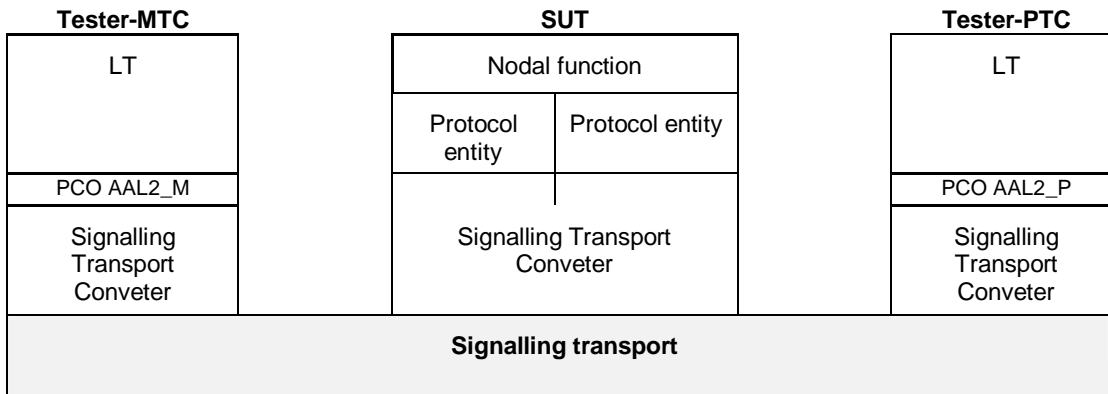 Tester-MTC SUT Tester-PTC
LT Nodal function LT
Protocol entity Protocol entity
PCO AAL2_M PCO AAL2_P
Signalling
Transport
Conveter
Signalling Transport
Conveter
Signalling
Transport
Conveter
Signalling transport